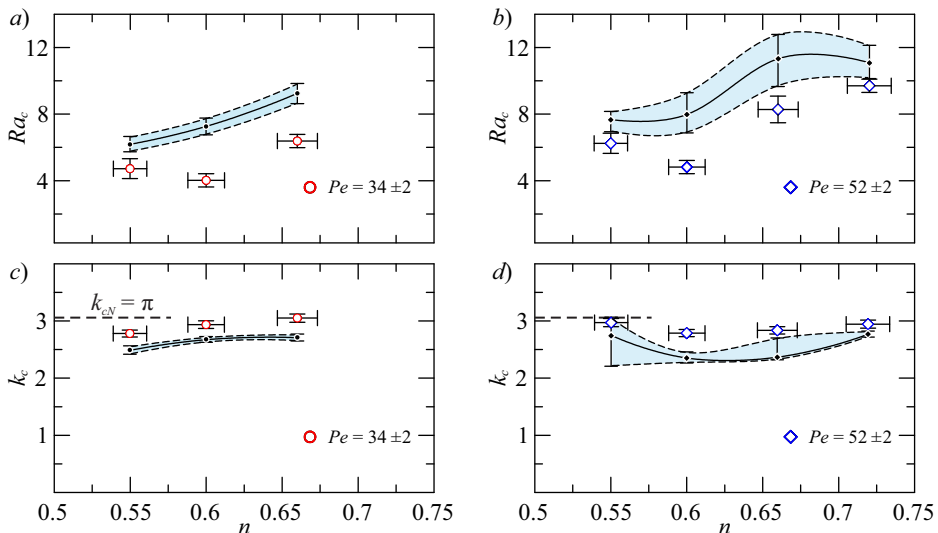 a)
b)
12
8
4
Ra_c
Pe = 34 ±2
12
8
4
Ra_c
Pe = 52 ±2
c)
d)
k_{cN} = π
3
2
1
k_c
Pe = 34 ±2
3
2
1
k_c
Pe = 52 ±2
0.5 0.55 0.6 0.65 0.7 0.75
n
0.5 0.55 0.6 0.65 0.7 0.75
n